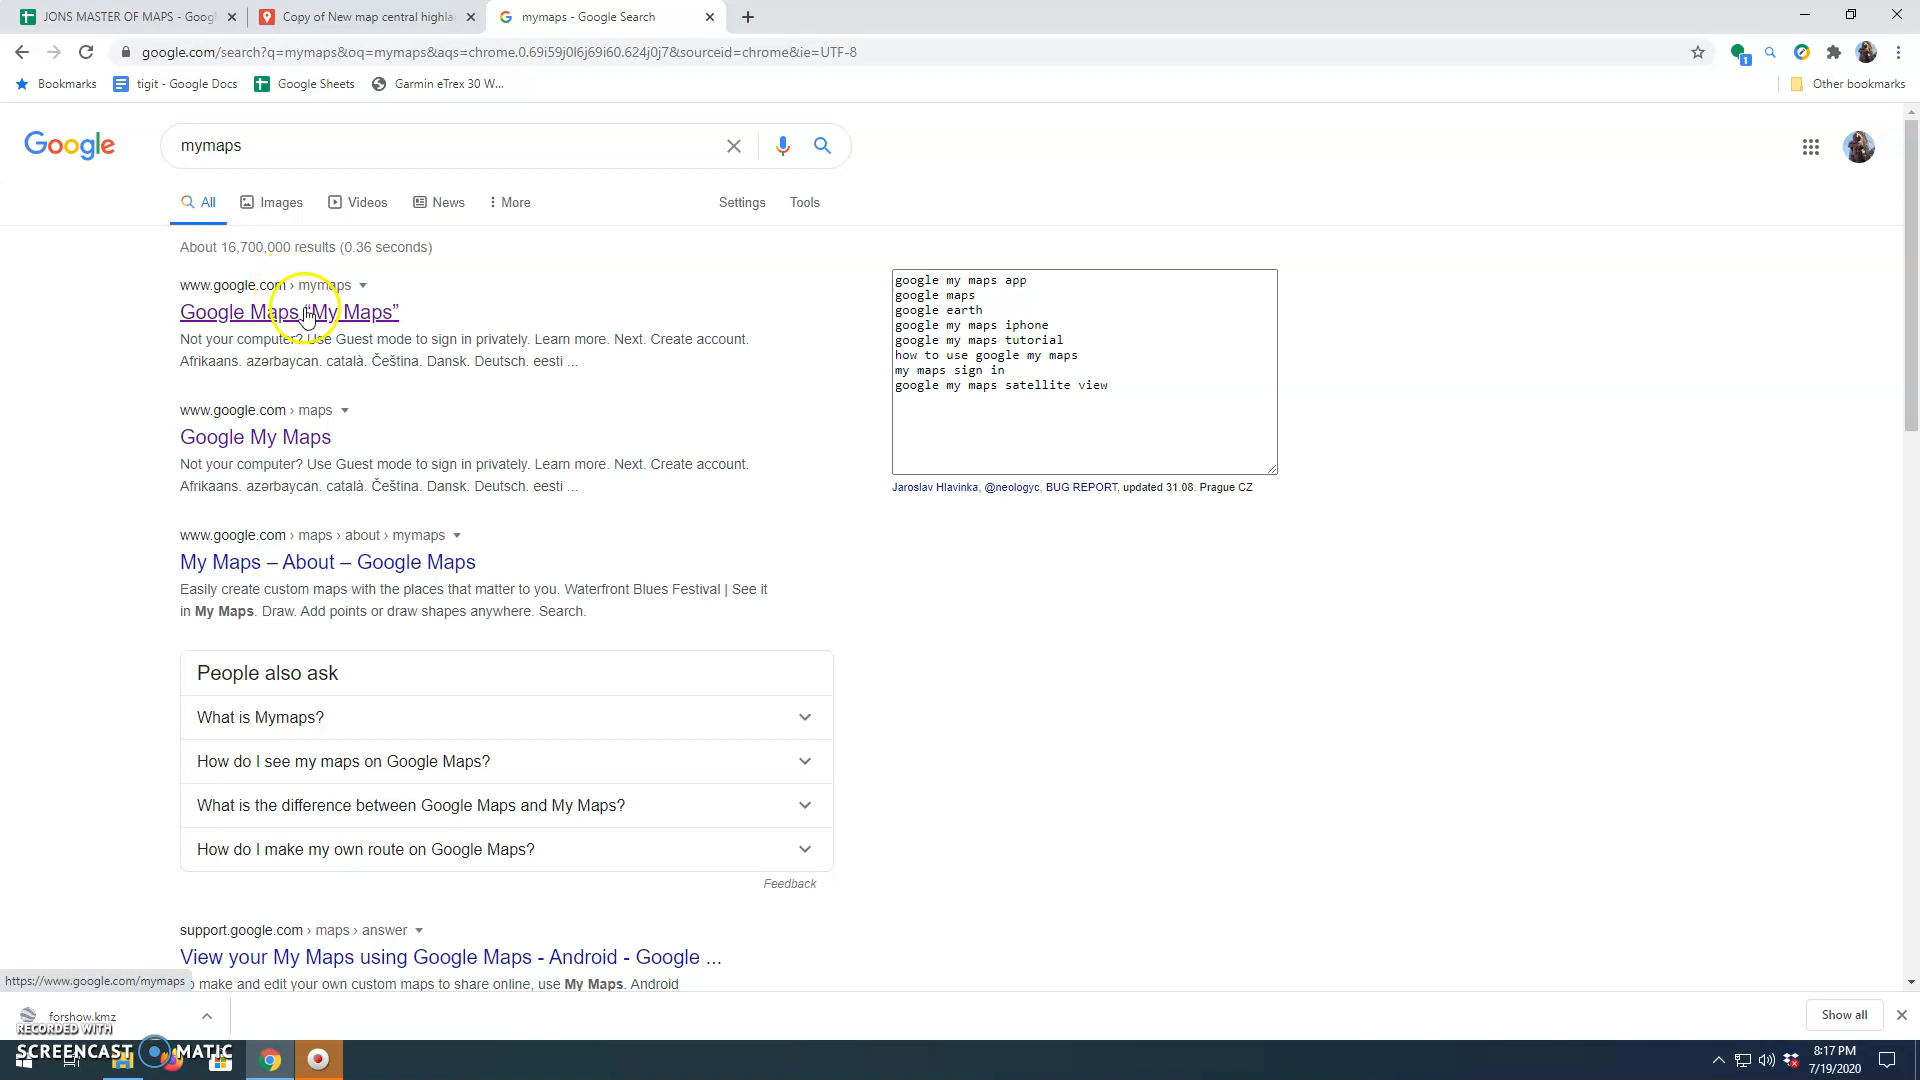 JONS MASTER OF MAPS - Goog
Copy of New map central highla
mymaps - Google Search
google.com/search?q=mymaps&oq=mymaps&aqs=chrome.0.69i59j0l6j69i60.624j0j7&sourceid=chrome&ie=UTF-8
1
Bookmarks
tigit - Google Docs
Google Sheets
Garmin eTrex 30 W...
Other bookmarks
Google
mymaps
All
Images
Videos
News
More
Settings
Tools
About 16,700,000 results (0.36 seconds)
www.google.com › mymaps
Google Maps “My Maps”
Not your computer? Use Guest mode to sign in privately. Learn more. Next. Create account.
Afrikaans. azərbaycan. català. Čeština. Dansk. Deutsch. eesti ...
www.google.com › maps
Google My Maps
Not your computer? Use Guest mode to sign in privately. Learn more. Next. Create account.
Afrikaans. azərbaycan. català. Čeština. Dansk. Deutsch. eesti ...
www.google.com › maps › about › mymaps
My Maps – About – Google Maps
Easily create custom maps with the places that matter to you. Waterfront Blues Festival | See it
in My Maps. Draw. Add points or draw shapes anywhere. Search.
People also ask
What is Mymaps?
How do I see my maps on Google Maps?
What is the difference between Google Maps and My Maps?
How do I make my own route on Google Maps?
Feedback
support.google.com › maps › answer
View your My Maps using Google Maps - Android - Google ...
make and edit your own custom maps to share online, use My Maps. Android
google my maps app
google maps
google earth
google my maps iphone
google my maps tutorial
how to use google my maps
my maps sign in
google my maps satellite view
Jaroslav Hlavinka, @neologyc, BUG REPORT, updated 31.08. Prague CZ
https://www.google.com/mymaps
forshow.kmz
Show all
RECORDED WITH
SCREENCAST MATIC
8:17 PM
7/19/2020